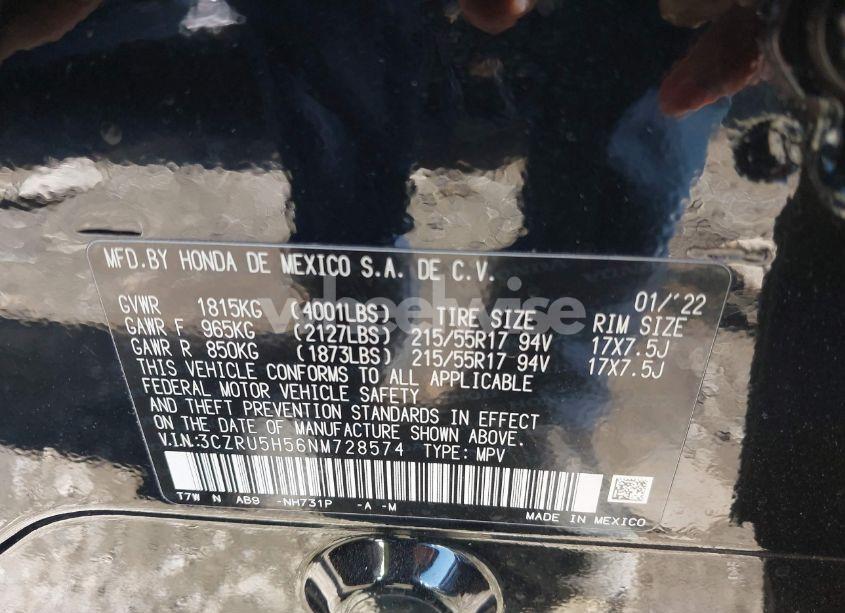 MFD.BY HONDA DE MEXICO S.A. DE C.V.
01/'22
GVWR 1815KG (4001LBS) TIRE SIZE RIM SIZE
GAWR F 965KG (2127LBS) 215/55R17 94V 17X7.5J
GAWR R 850KG (1873LBS) 215/55R17 94V 17X7.5J
THIS VEHICLE CONFORMS TO ALL APPLICABLE
FEDERAL MOTOR VEHICLE SAFETY
AND THEFT PREVENTION STANDARDS IN EFFECT
ON THE DATE OF MANUFACTURE SHOWN ABOVE.
V.I.N:3CZRU5H56NM728574 TYPE: MPV
T7W N AB9 -NH731P -A -M
MADE IN MEXICO
wheelwise